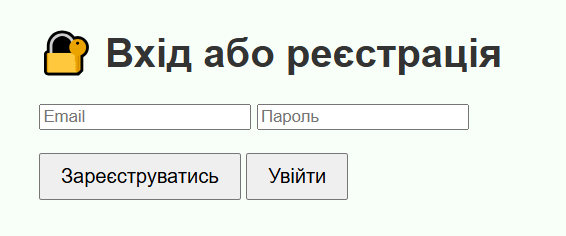 Вхід або реєстрація
Email Пароль
Зареєструватись Увійти